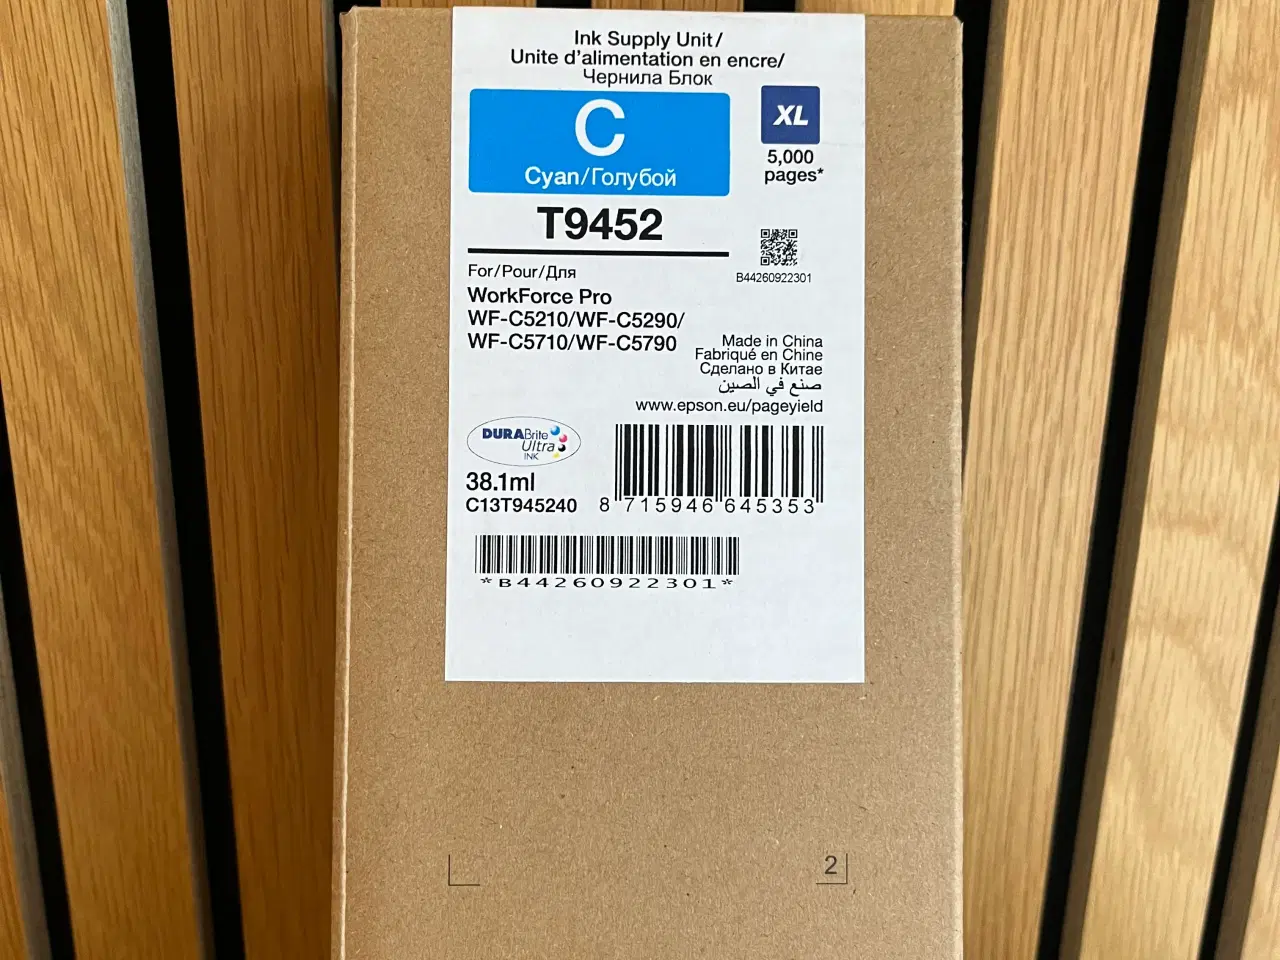 Ink Supply Unit/
Unite d'alimentation en encre/
Чернила Блок
C
Cyan/Голубой
XL
5,000
pages*
T9452
B44260922301
For/Pour/Для
WorkForce Pro
WF-C5210/WF-C5290/
WF-C5710/WF-C5790
Made in China
Fabriqué en Chine
Сделано в Китае
صنع في الصين
www.epson.eu/pageyield
DURABrite
Ultra
INK
38.1ml
C13T945240
8 715946 645353
*B44260922301*
2